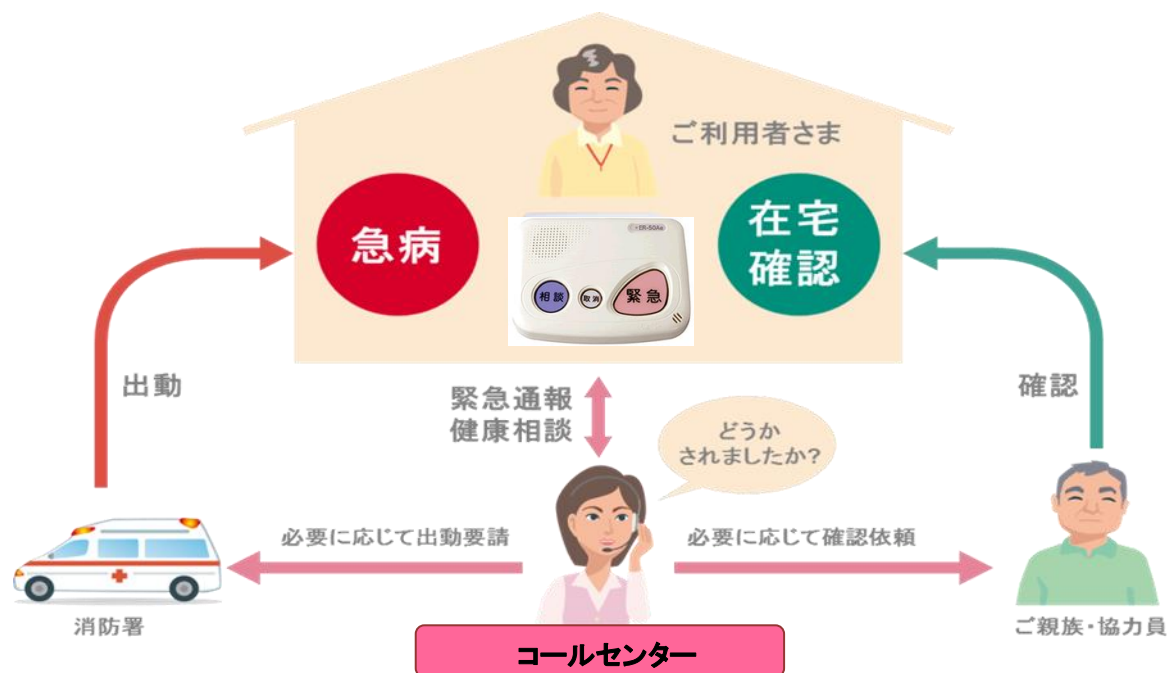 ご利用者さま
急病
在宅
確認
ER-50Aa
相談
取消
緊急
出動
緊急通報
健康相談
確認
どうか
されましたか?
必要に応じて出動要請
必要に応じて確認依頼
消防署
ご親族・協力員
コールセンター